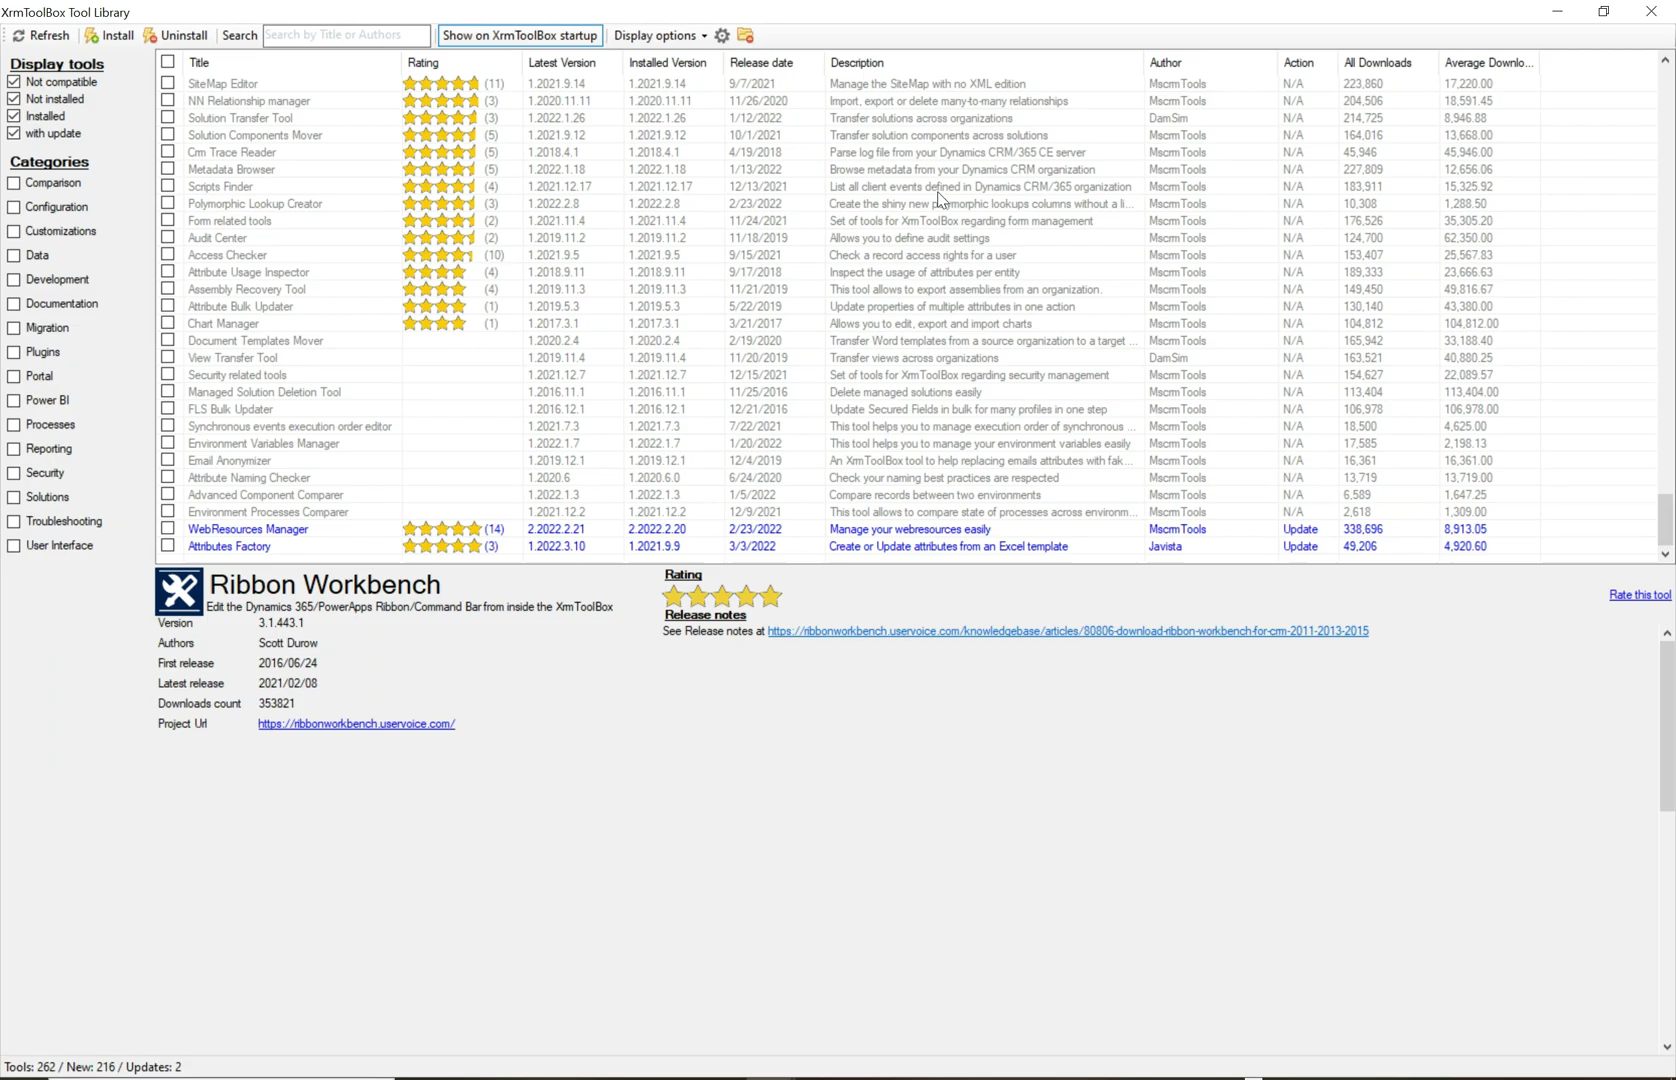 XrmToolBox Tool Library
Refresh Install Uninstall Search Search by Title or Authors Show on XrmToolBox startup Display options
Display tools
Not compatible
Not installed
Installed
with update
Categories
Comparison
Configuration
Customizations
Data
Development
Documentation
Migration
Plugins
Portal
Power BI
Processes
Reporting
Security
Solutions
Troubleshooting
User Interface
Title Rating Latest Version Installed Version Release date Description Author Action All Downloads Average Downlo...
SiteMap Editor (11) 1.2021.9.14 1.2021.9.14 9/7/2021 Manage the SiteMap with no XML edition MscrmTools N/A 223,860 17,220.00
NN Relationship manager (3) 1.2020.11.11 1.2020.11.11 11/26/2020 Import, export or delete many-to-many relationships MscrmTools N/A 204,506 18,591.45
Solution Transfer Tool (3) 1.2022.1.26 1.2022.1.26 1/12/2022 Transfer solutions across organizations DamSim N/A 214,725 8,946.88
Solution Components Mover (5) 1.2021.9.12 1.2021.9.12 10/1/2021 Transfer solution components across solutions MscrmTools N/A 164,016 13,668.00
Crm Trace Reader (5) 1.2018.4.1 1.2018.4.1 4/19/2018 Parse log file from your Dynamics CRM/365 CE server MscrmTools N/A 45,946 45,946.00
Metadata Browser (5) 1.2022.1.18 1.2022.1.18 1/13/2022 Browse metadata from your Dynamics CRM organization MscrmTools N/A 227,809 12,656.06
Scripts Finder (4) 1.2021.12.17 1.2021.12.17 12/13/2021 List all client events defined in Dynamics CRM/365 organization MscrmTools N/A 183,911 15,325.92
Polymorphic Lookup Creator (3) 1.2022.2.8 1.2022.2.8 2/23/2022 Create the shiny new polymorphic lookups columns without a li... MscrmTools N/A 10,308 1,288.50
Form related tools (2) 1.2021.11.4 1.2021.11.4 11/24/2021 Set of tools for XrmToolBox regarding form management MscrmTools N/A 176,526 35,305.20
Audit Center (2) 1.2019.11.2 1.2019.11.2 11/18/2019 Allows you to define audit settings MscrmTools N/A 124,700 62,350.00
Access Checker (10) 1.2021.9.5 1.2021.9.5 9/15/2021 Check a record access rights for a user MscrmTools N/A 153,407 25,567.83
Attribute Usage Inspector (4) 1.2018.9.11 1.2018.9.11 9/17/2018 Inspect the usage of attributes per entity MscrmTools N/A 189,333 23,666.63
Assembly Recovery Tool (4) 1.2019.11.3 1.2019.11.3 11/21/2019 This tool allows to export assemblies from an organization. MscrmTools N/A 149,450 49,816.67
Attribute Bulk Updater (1) 1.2019.5.3 1.2019.5.3 5/22/2019 Update properties of multiple attributes in one action MscrmTools N/A 130,140 43,380.00
Chart Manager (1) 1.2017.3.1 1.2017.3.1 3/21/2017 Allows you to edit, export and import charts MscrmTools N/A 104,812 104,812.00
Document Templates Mover 1.2020.2.4 1.2020.2.4 2/19/2020 Transfer Word templates from a source organization to a target ... MscrmTools N/A 165,942 33,188.40
View Transfer Tool 1.2019.11.4 1.2019.11.4 11/20/2019 Transfer views across organizations DamSim N/A 163,521 40,880.25
Security related tools 1.2021.12.7 1.2021.12.7 12/15/2021 Set of tools for XrmToolBox regarding security management MscrmTools N/A 154,627 22,089.57
Managed Solution Deletion Tool 1.2016.11.1 1.2016.11.1 11/25/2016 Delete managed solutions easily MscrmTools N/A 113,404 113,404.00
FLS Bulk Updater 1.2016.12.1 1.2016.12.1 12/21/2016 Update Secured Fields in bulk for many profiles in one step MscrmTools N/A 106,978 106,978.00
Synchronous events execution order editor 1.2021.7.3 1.2021.7.3 7/22/2021 This tool helps you to manage execution order of synchronous ... MscrmTools N/A 18,500 4,625.00
Environment Variables Manager 1.2022.1.7 1.2022.1.7 1/20/2022 This tool helps you to manage your environment variables easily MscrmTools N/A 17,585 2,198.13
Email Anonymizer 1.2019.12.1 1.2019.12.1 12/4/2019 An XrmToolBox tool to help replacing emails attributes with fak... MscrmTools N/A 16,361 16,361.00
Attribute Naming Checker 1.2020.6 1.2020.6.0 6/24/2020 Check your naming best practices are respected MscrmTools N/A 13,719 13,719.00
Advanced Component Comparer 1.2022.1.3 1.2022.1.3 1/5/2022 Compare records between two environments MscrmTools N/A 6,589 1,647.25
Environment Processes Comparer 1.2021.12.2 1.2021.12.2 12/9/2021 This tool allows to compare state of processes across environm... MscrmTools N/A 2,618 1,309.00
WebResources Manager (14) 2.2022.2.21 2.2022.2.20 2/23/2022 Manage your webresources easily MscrmTools Update 338,696 8,913.05
Attributes Factory (3) 1.2022.3.10 1.2021.9.9 3/3/2022 Create or Update attributes from an Excel template Javista Update 49,206 4,920.60
Ribbon Workbench
Edit the Dynamics 365/PowerApps Ribbon/Command Bar from inside the XrmToolBox
Version 3.1.443.1
Authors Scott Durow
First release 2016/06/24
Latest release 2021/02/08
Downloads count 353821
Project Url https://ribbonworkbench.uservoice.com/
Rating
Release notes
See Release notes at https://ribbonworkbench.uservoice.com/knowledgebase/articles/80806-download-ribbon-workbench-for-crm-2011-2013-2015
Rate this tool
Tools: 262 / New: 216 / Updates: 2